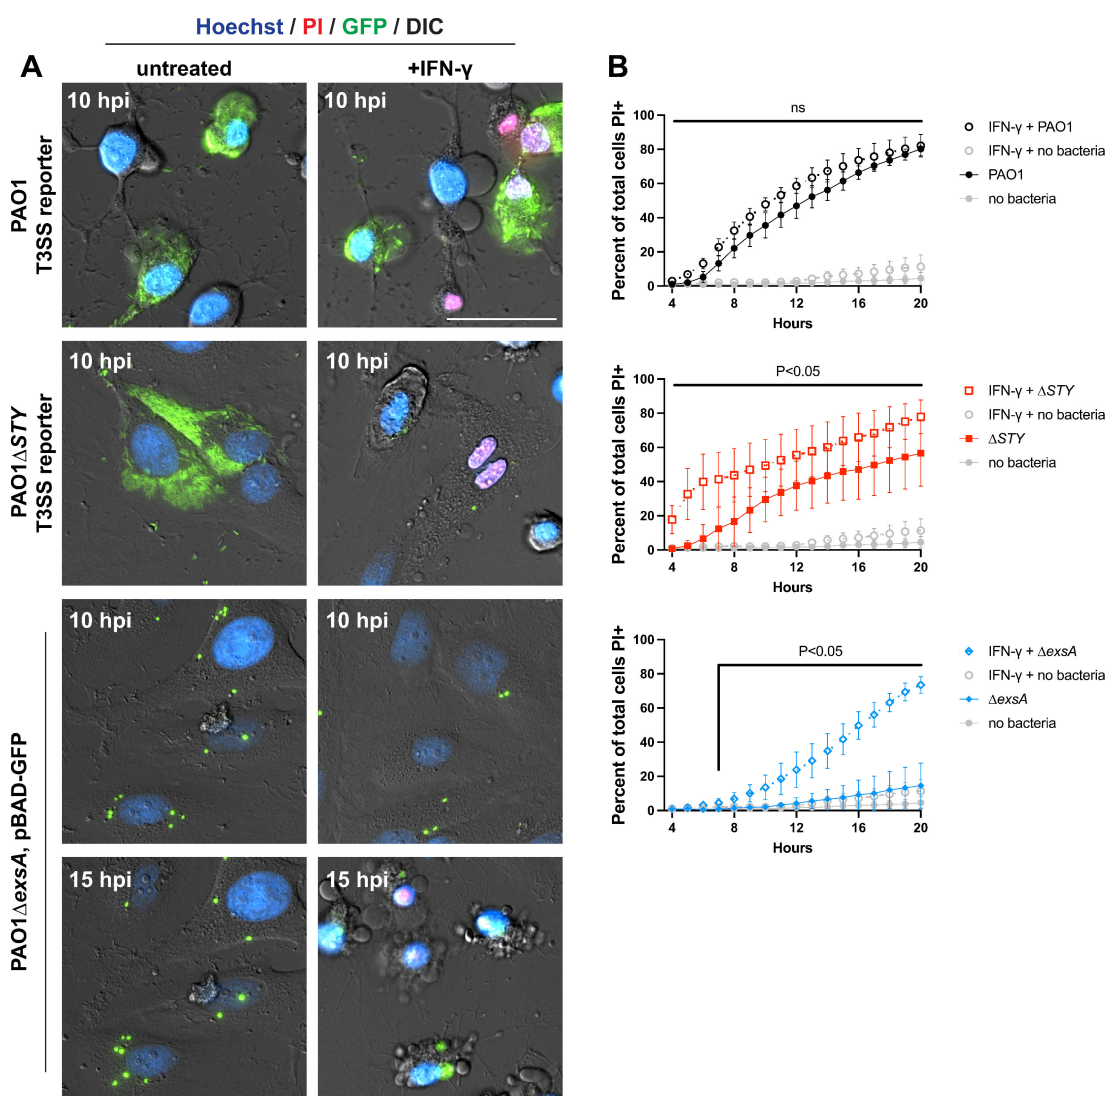 Hoechst / PI / GFP / DIC
A
untreated
+IFN-γ
PAO1
T3SS reporter
10 hpi
10 hpi
PAO1ΔSTY
T3SS reporter
10 hpi
10 hpi
PAO1ΔexsA, pBAD-GFP
10 hpi
10 hpi
15 hpi
15 hpi
B
ns
Percent of total cells PI+
100
80
60
40
20
0
4
8
12
16
20
Hours
IFN-γ + PAO1
IFN-γ + no bacteria
PAO1
no bacteria
P<0.05
Percent of total cells PI+
100
80
60
40
20
0
4
8
12
16
20
Hours
IFN-γ + ΔSTY
IFN-γ + no bacteria
ΔSTY
no bacteria
P<0.05
Percent of total cells PI+
100
80
60
40
20
0
4
8
12
16
20
Hours
IFN-γ + ΔexsA
IFN-γ + no bacteria
ΔexsA
no bacteria